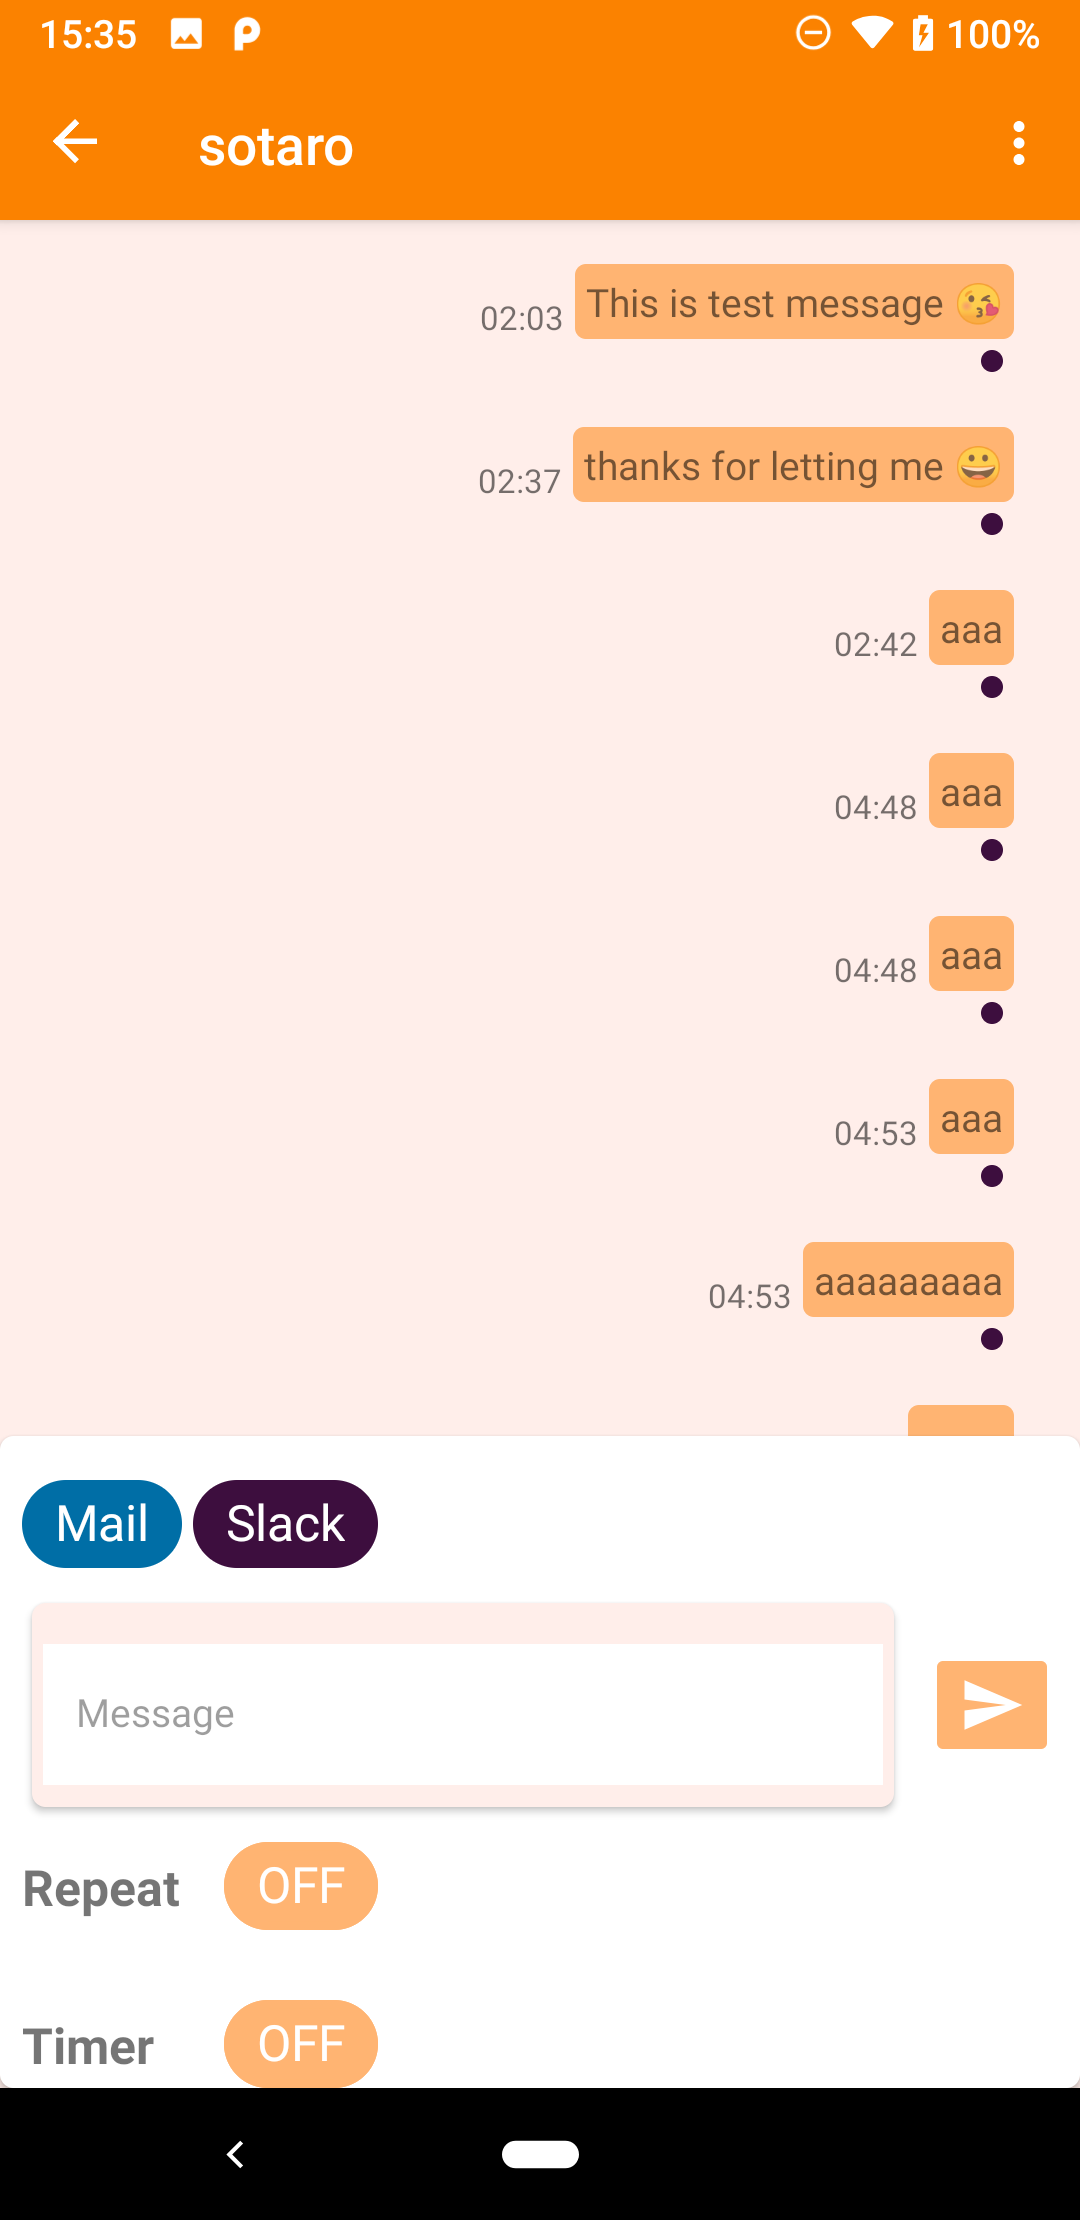 15:35 100%
sotaro
02:03 This is test message 😘
02:37 thanks for letting me 😀
02:42 aaa
04:48 aaa
04:48 aaa
04:53 aaa
04:53 aaaaaaaaa
Mail Slack
Message
Repeat OFF
Timer OFF